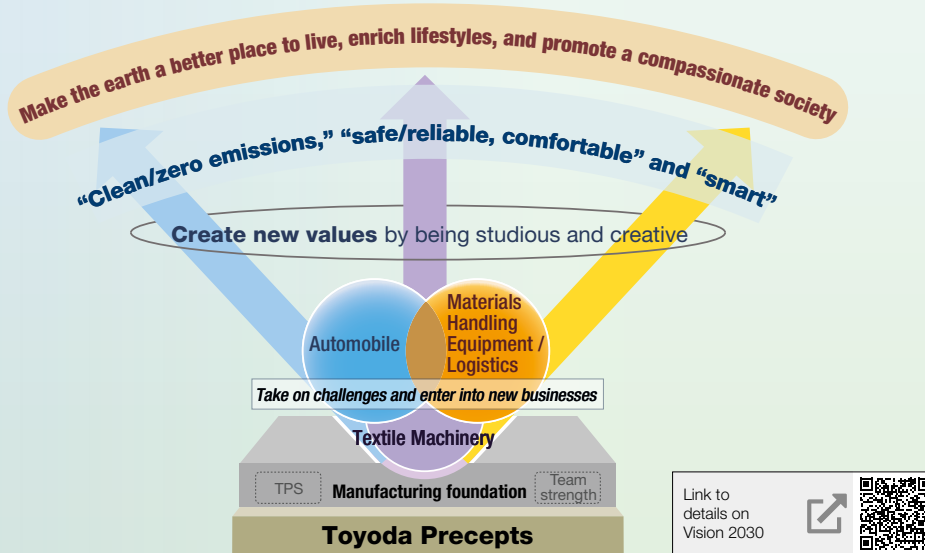 Make the earth a better place to live, enrich lifestyles, and promote a compassionate society
“Clean/zero emissions,” “safe/reliable, comfortable” and “smart”
Create new values by being studious and creative
Automobile
Materials
Handling
Equipment /
Logistics
Take on challenges and enter into new businesses
Textile Machinery
TPS
Manufacturing foundation
Team
strength
Toyoda Precepts
Link to
details on
Vision 2030